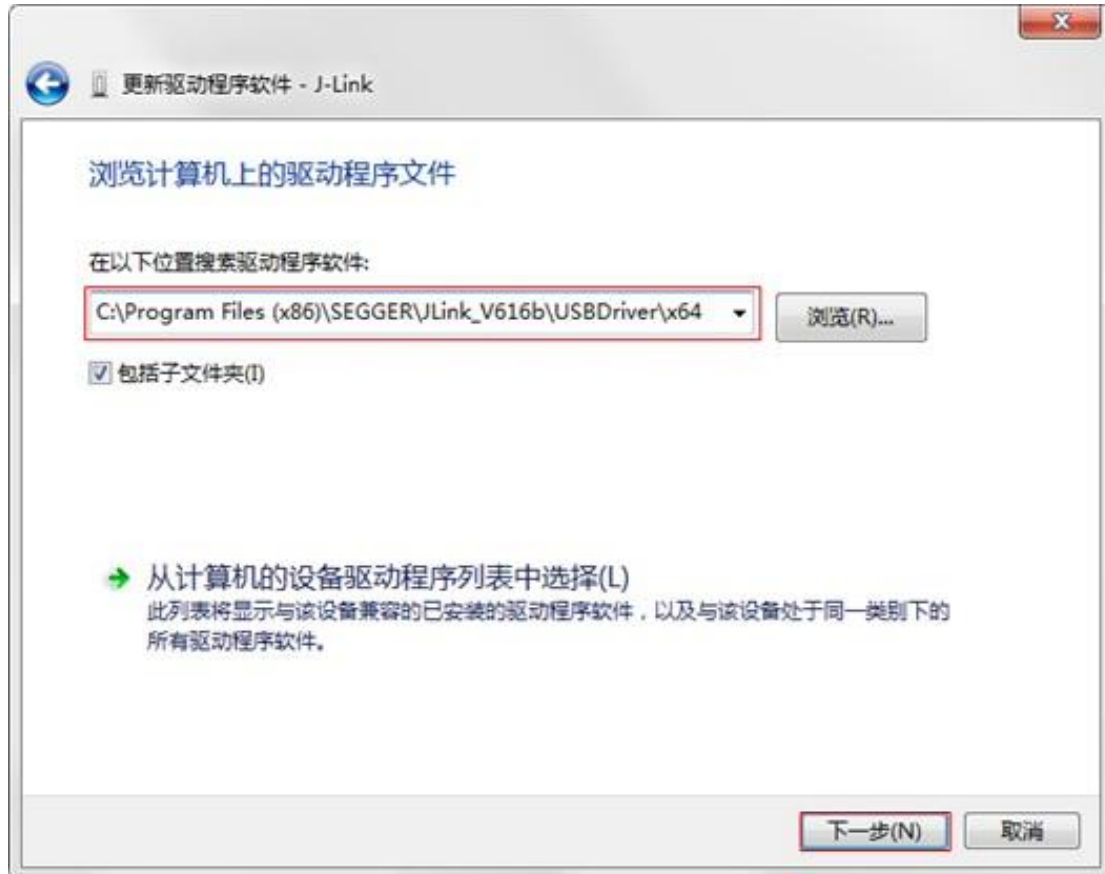 更新驱动程序软件 - J-Link
浏览计算机上的驱动程序文件
在以下位置搜索驱动程序软件:
C:\Program Files (x86)\SEGGER\JLink_V616b\USBDriver\x64
浏览(R)...
包括子文件夹(I)
从计算机的设备驱动程序列表中选择(L)
此列表将显示与该设备兼容的已安装的驱动程序软件，以及与该设备处于同一类别下的
所有驱动程序软件。
下一步(N)
取消